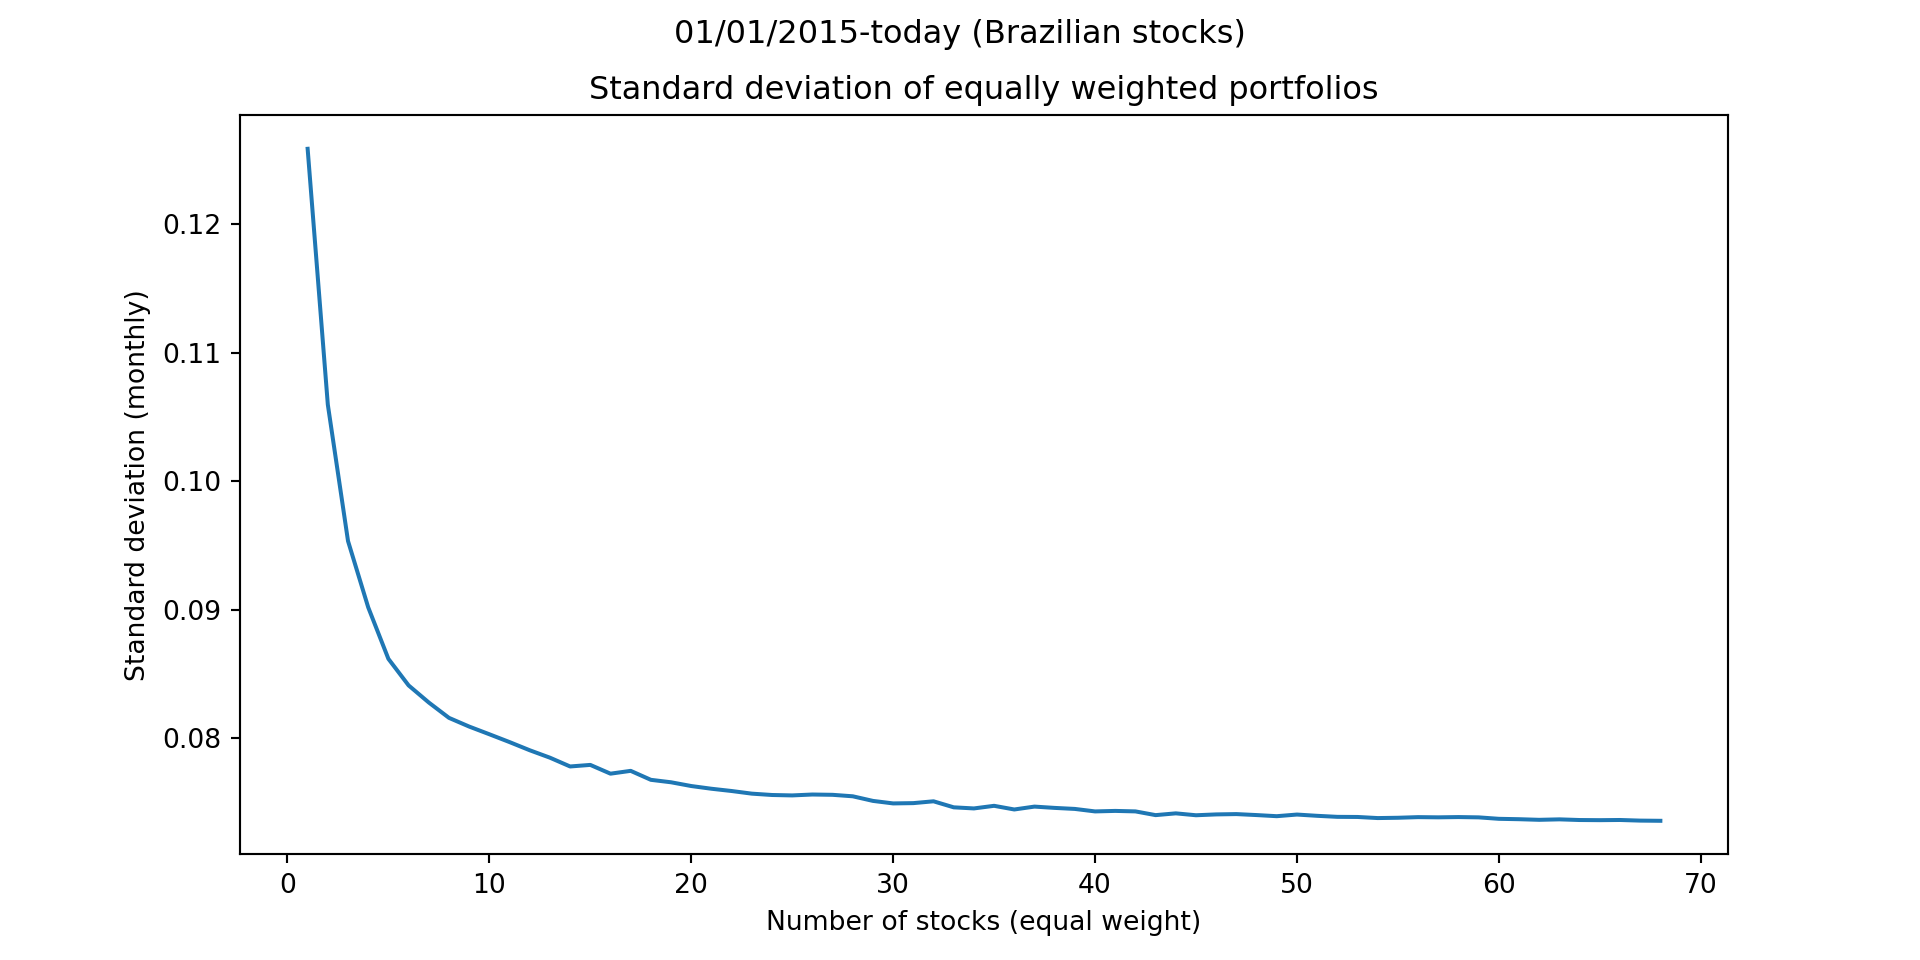 01/01/2015-today (Brazilian stocks)
Standard deviation of equally weighted portfolios
Standard deviation (monthly)
0.12
0.11
0.10
0.09
0.08
0 10 20 30 40 50 60 70
Number of stocks (equal weight)